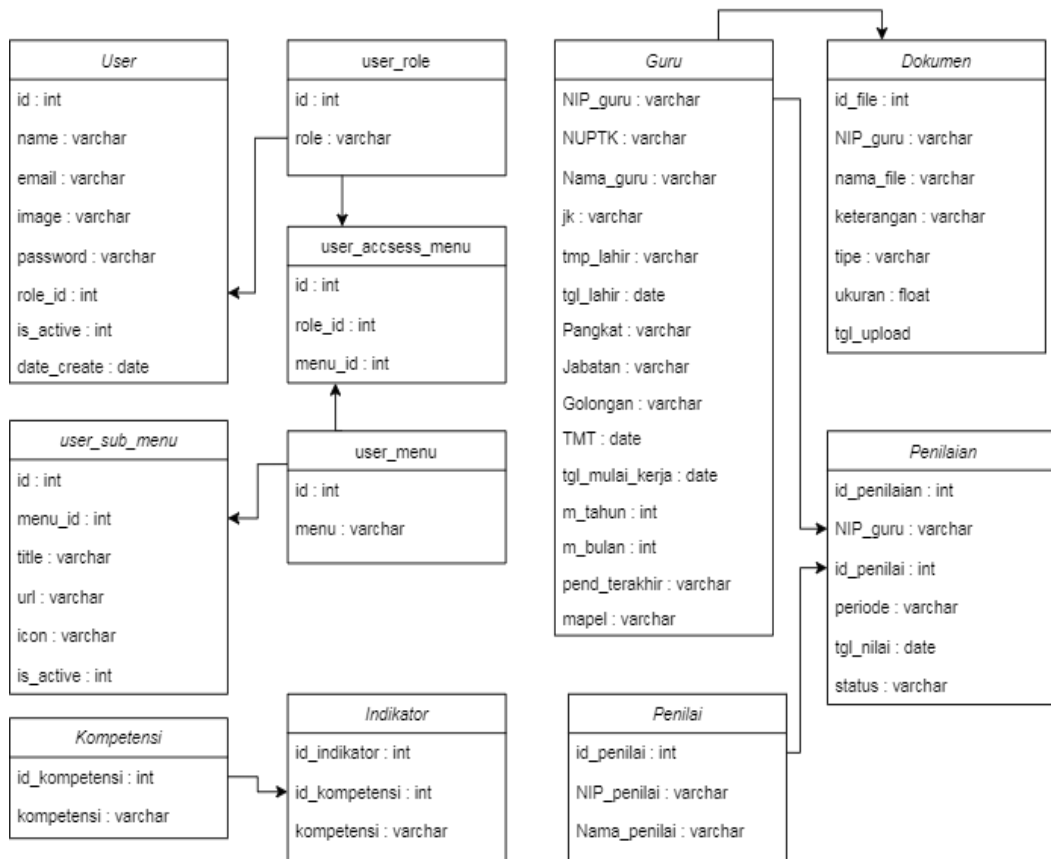 User
id : int
name : varchar
email : varchar
image : varchar
password : varchar
role_id : int
is_active : int
date_create : date
user_role
id : int
role : varchar
user_accsess_menu
id : int
role_id : int
menu_id : int
user_sub_menu
id : int
menu_id : int
title : varchar
url : varchar
icon : varchar
is_active : int
user_menu
id : int
menu : varchar
Kompetensi
id_kompetensi : int
kompetensi : varchar
Indikator
id_indikator : int
id_kompetensi : int
kompetensi : varchar
Guru
NIP_guru : varchar
NUPTK : varchar
Nama_guru : varchar
jk : varchar
tmp_lahir : varchar
tgl_lahir : date
Pangkat : varchar
Jabatan : varchar
Golongan : varchar
TMT : date
tgl_mulai_kerja : date
m_tahun : int
m_bulan : int
pend_terakhir : varchar
mapel : varchar
Dokumen
id_file : int
NIP_guru : varchar
nama_file : varchar
keterangan : varchar
tipe : varchar
ukuran : float
tgl_upload
Penilaian
id_penilaian : int
NIP_guru : varchar
id_penilai : int
periode : varchar
tgl_nilai : date
status : varchar
Penilai
id_penilai : int
NIP_penilai : varchar
Nama_penilai : varchar